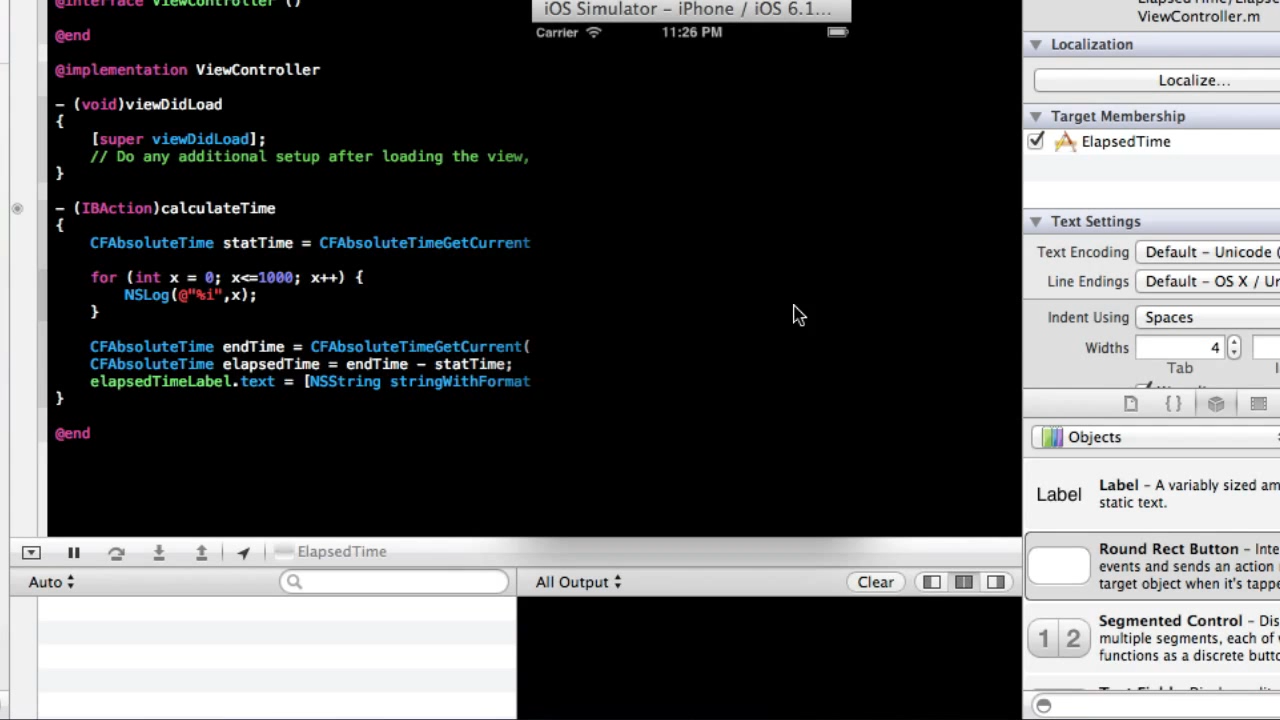 @interface ViewController ()
@end
@implementation ViewController
- (void)viewDidLoad
{
[super viewDidLoad];
// Do any additional setup after loading the view,
}
- (IBAction)calculateTime
{
CFAbsoluteTime statTime = CFAbsoluteTimeGetCurrent
for (int x = 0; x<=1000; x++) {
NSLog(@"%i",x);
}
CFAbsoluteTime endTime = CFAbsoluteTimeGetCurrent(
CFAbsoluteTime elapsedTime = endTime - statTime;
elapsedTimeLabel.text = [NSString stringWithFormat
}
@end
iOS Simulator - iPhone / iOS 6.1...
Carrier 11:26 PM
ElapsedTime
Auto
All Output
Clear
ElapsedTime/Elapse
ViewController.m
Localization
Localize...
Target Membership
ElapsedTime
Text Settings
Text Encoding Default - Unicode (
Line Endings Default - OS X / Un
Indent Using Spaces
Widths 4
Tab
{ }
Objects
Label
Label - A variably sized am
static text.
Round Rect Button - Inte
events and sends an action
target object when it's tapp
1 2
Segmented Control - Dis
multiple segments, each of
functions as a discrete butto